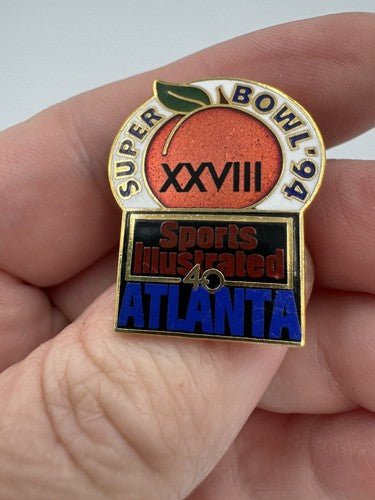 SUPER BOWL '94
XXVIII
Sports
Illustrated
40
ATLANTA